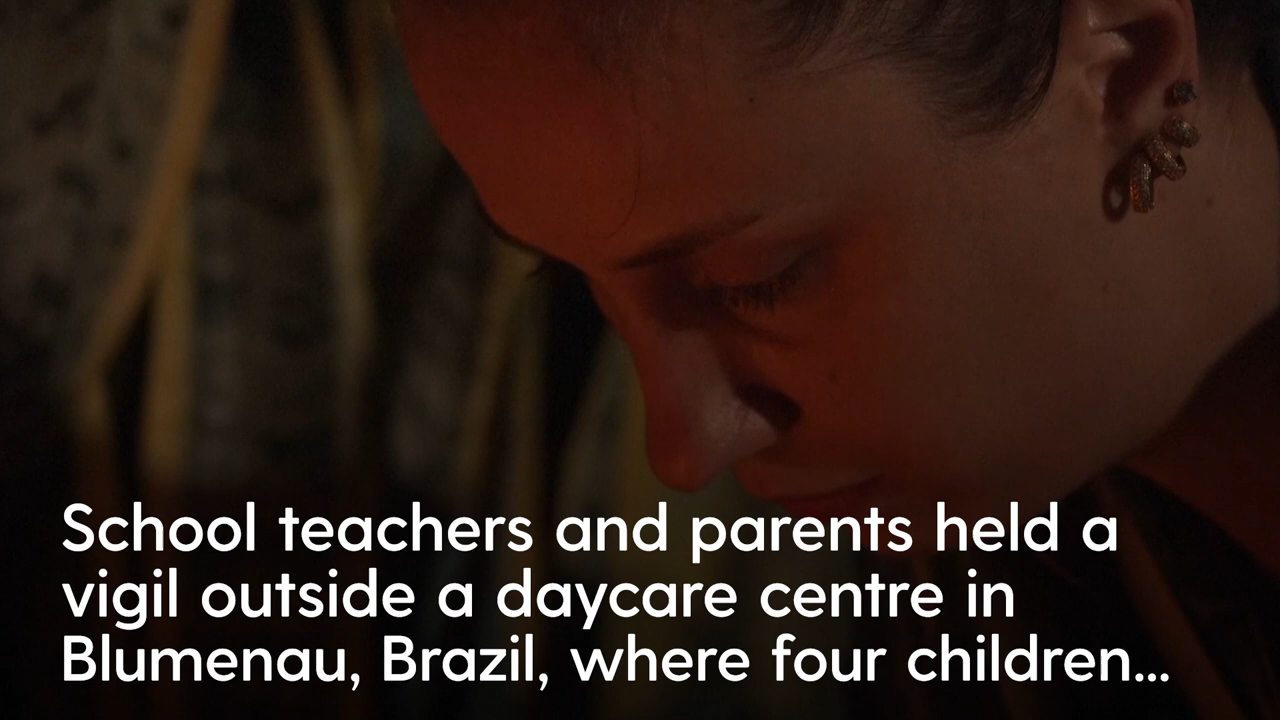 School teachers and parents held a
vigil outside a daycare centre in
Blumenau, Brazil, where four children...